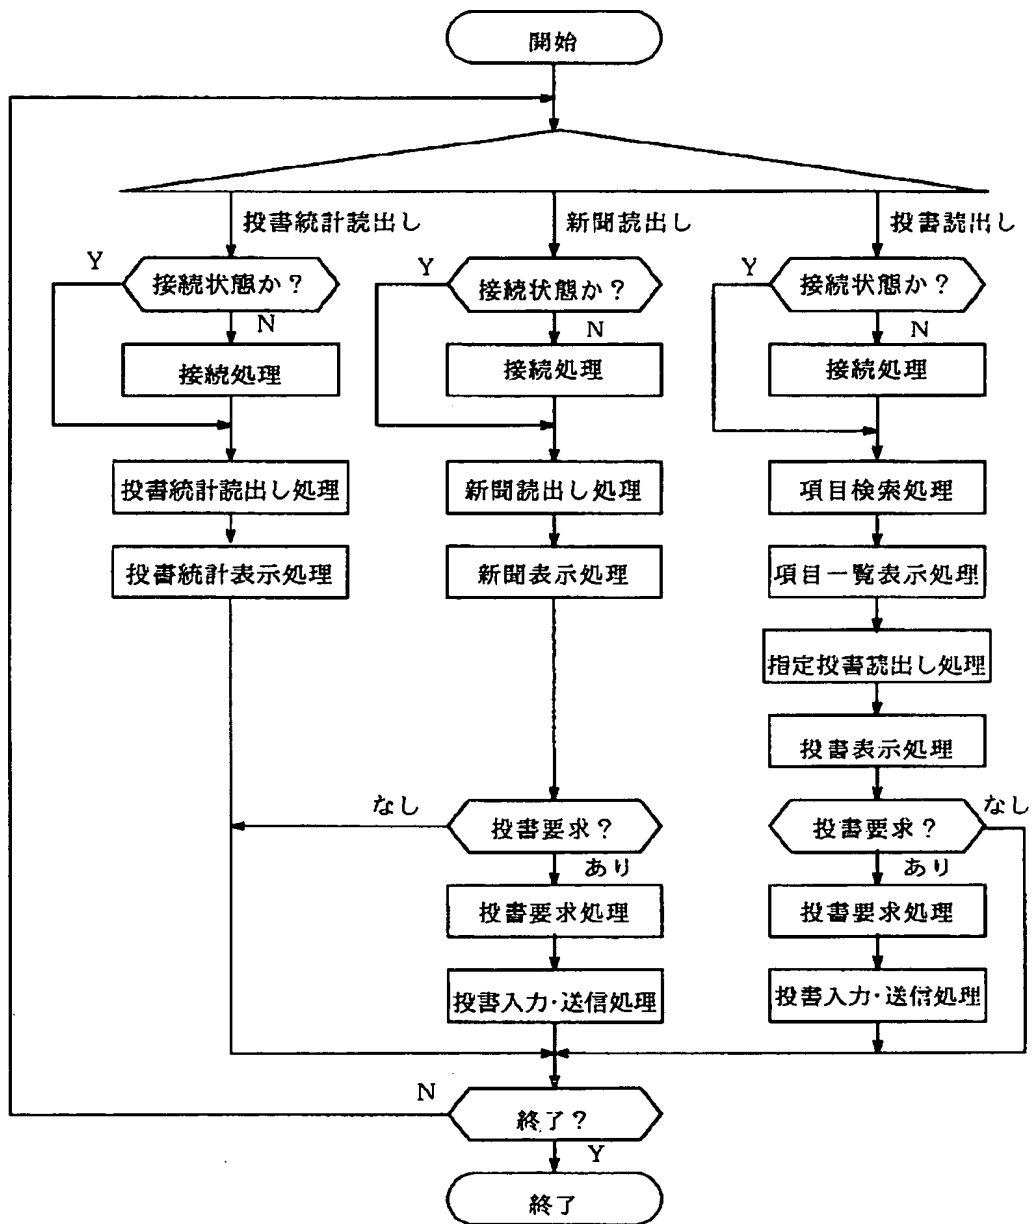 開始
投書統計読出し
新聞読出し
投書読出し
Y
接続状態か？
Y
接続状態か？
Y
接続状態か？
N
N
N
接続処理
接続処理
接続処理
投書統計読出し処理
新聞読出し処理
項目検索処理
投書統計表示処理
新聞表示処理
項目一覧表示処理
指定投書読出し処理
投書表示処理
なし
投書要求？
投書要求？
なし
あり
あり
投書要求処理
投書要求処理
投書入力・送信処理
投書入力・送信処理
N
終了？
Y
終了